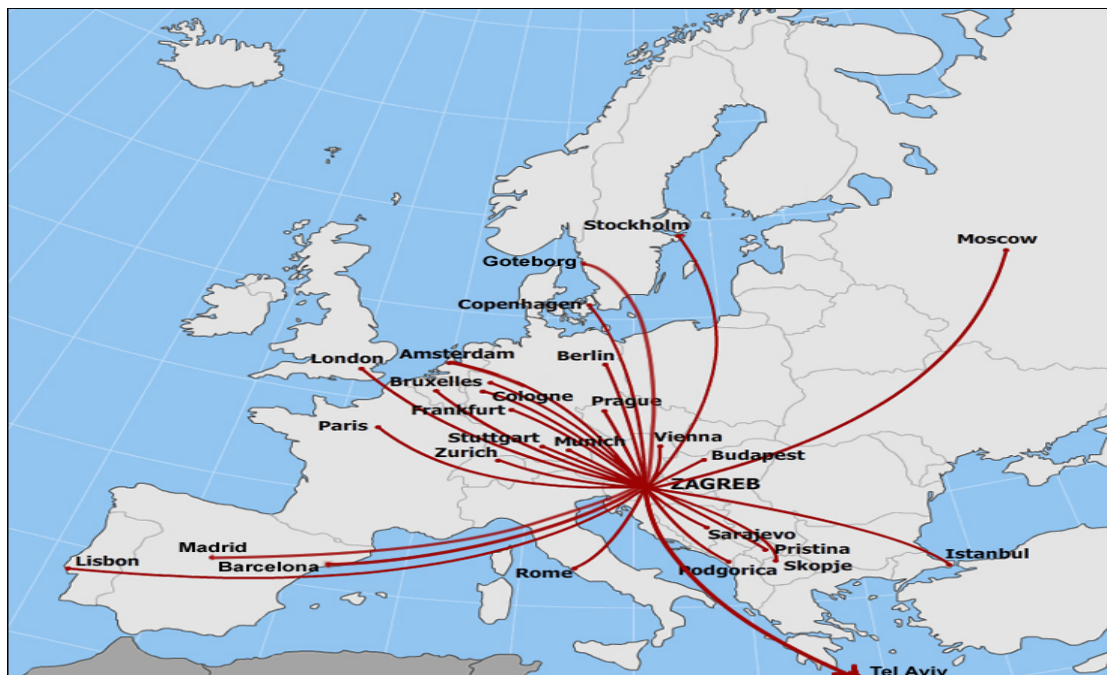 Stockholm
Moscow
Goteborg
Copenhagen
London
Amsterdam
Berlin
Bruxelles
Cologne
Frankfurt
Prague
Paris
Stuttgart
Munich
Vienna
Zurich
Budapest
ZAGREB
Sarajevo
Madrid
Pristina
Istanbul
Lisbon
Barcelona
Rome
Podgorica
Skopje
Tel Aviv